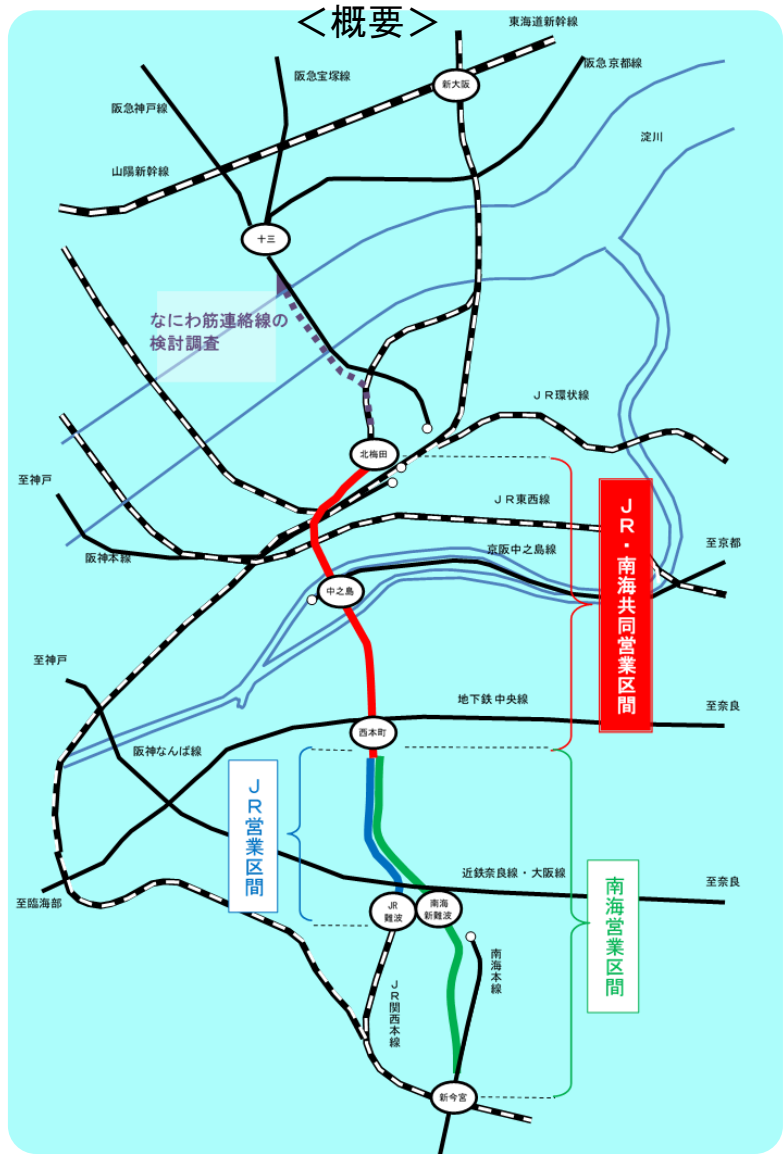 ＜概要＞
東海道新幹線
阪急宝塚線
阪急京都線
新大阪
阪急神戸線
淀川
山陽新幹線
十三
なにわ筋連絡線の
検討調査
ＪＲ環状線
北梅田
至神戸
ＪＲ東西線
ＪＲ・南海共同営業区間
阪神本線
京阪中之島線
至京都
中之島
至神戸
地下鉄中央線
至奈良
西本町
阪神なんば線
ＪＲ営業区間
近鉄奈良線・大阪線
至奈良
南海営業区間
至臨海部
JR
難波
南海
新難波
南海本線
ＪＲ関西本線
新今宮